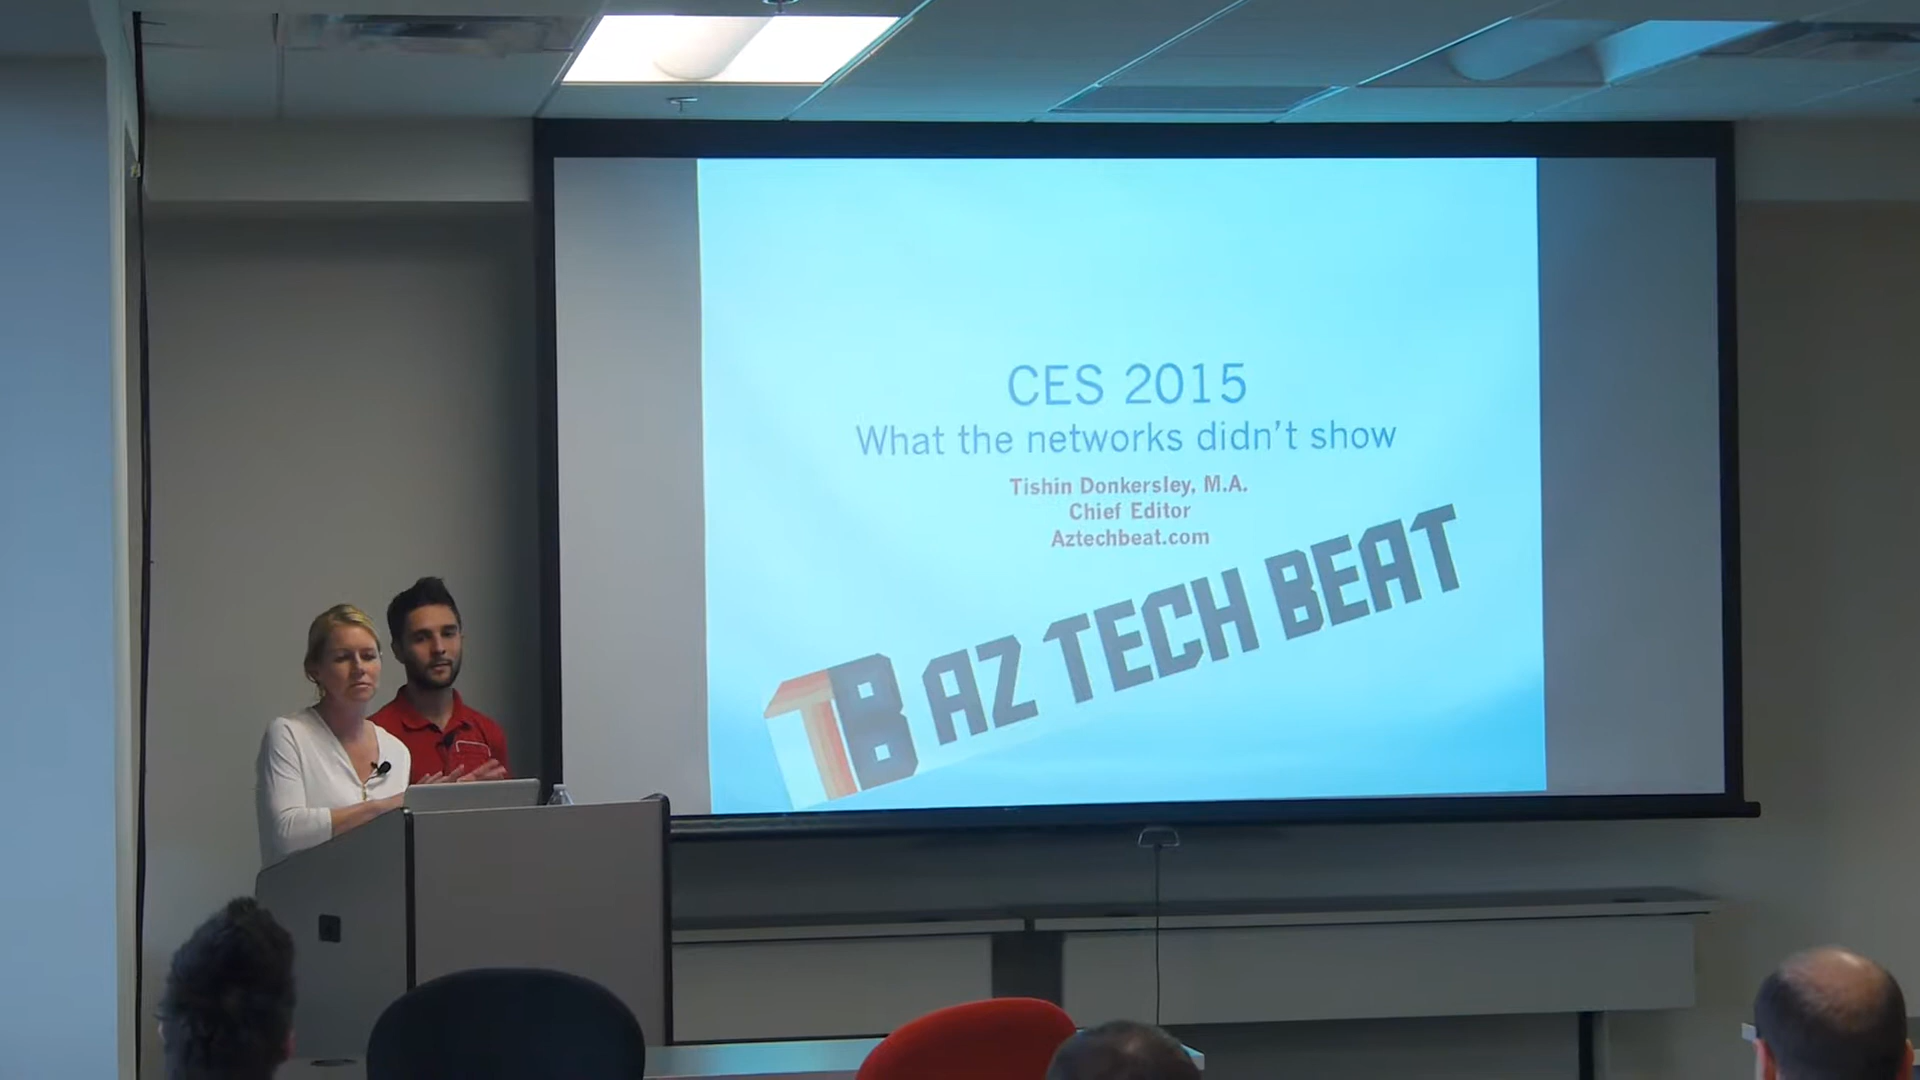 CES 2015
What the networks didn't show
Tishin Donkersley, M.A.
Chief Editor
Aztechbeat.com
TB AZ TECH BEAT